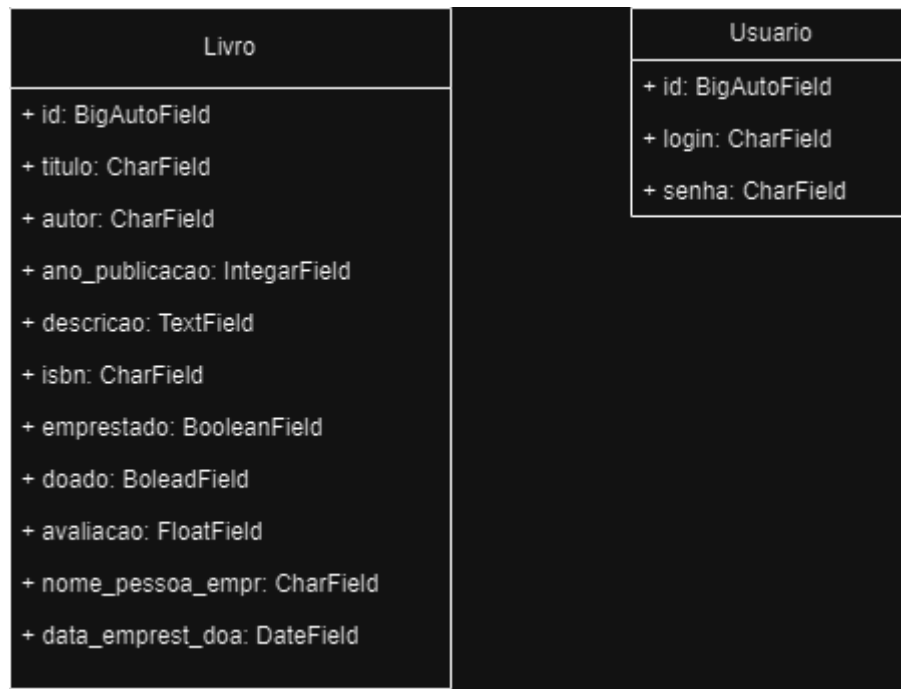 Livro
+ id: BigAutoField
+ titulo: CharField
+ autor: CharField
+ ano_publicacao: IntegarField
+ descricao: TextField
+ isbn: CharField
+ emprestado: BooleanField
+ doado: BoleadField
+ avaliacao: FloatField
+ nome_pessoa_empr: CharField
+ data_emprest_doa: DateField
Usuario
+ id: BigAutoField
+ login: CharField
+ senha: CharField